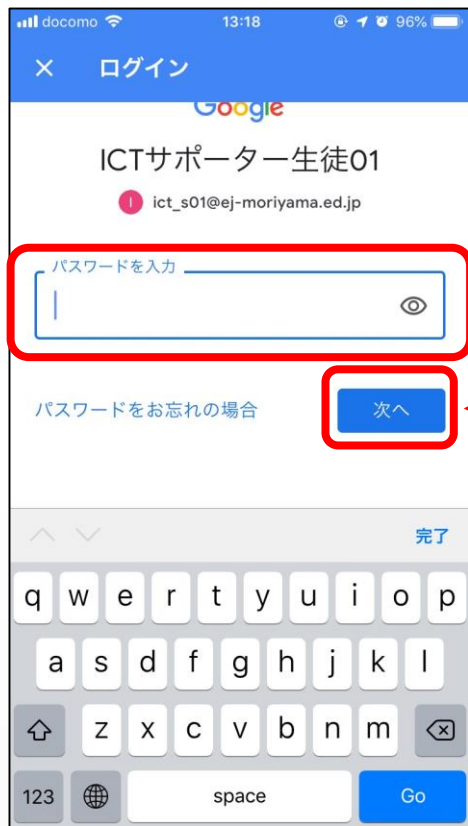 docomo 13:18 96%
× ログイン
Google
ICTサポーター生徒01
I ict_s01@ej-moriyama.ed.jp
パスワードを入力
パスワードをお忘れの場合 次へ
完了
q w e r t y u i o p
a s d f g h j k l
z x c v b n m
123 space Go